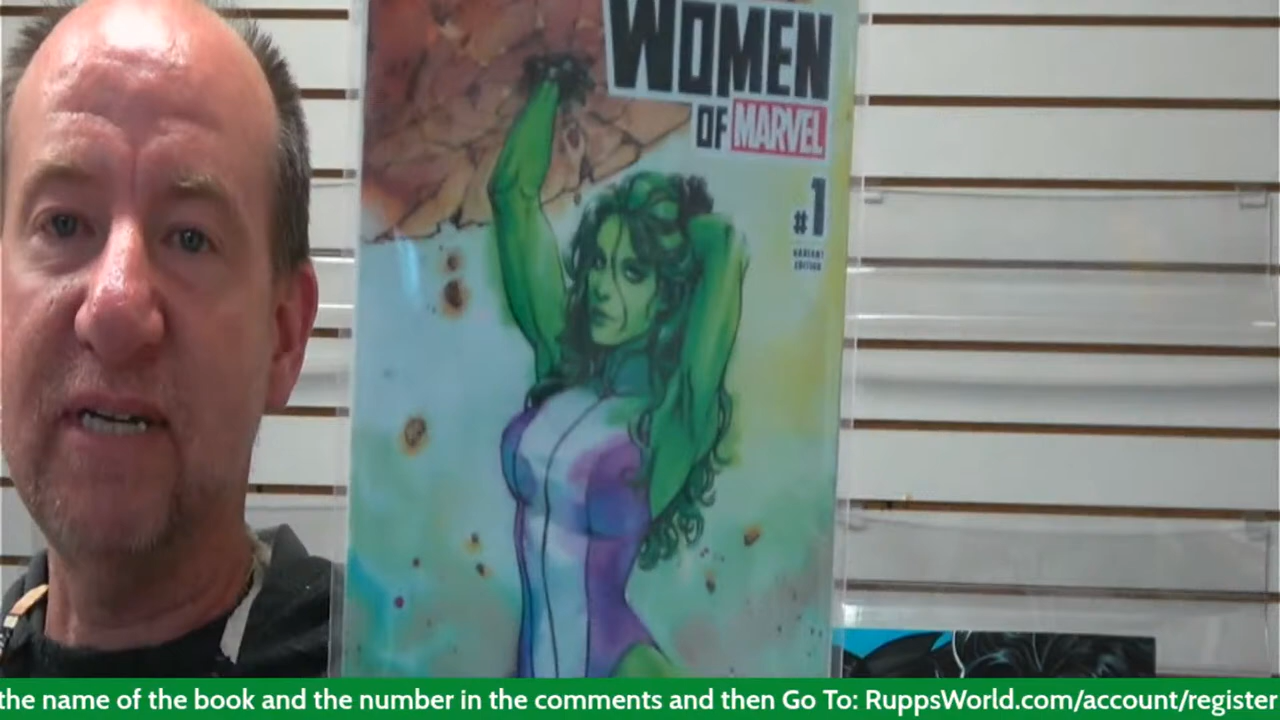 WOMEN
OF MARVEL
#1
VARIANT
EDITION
the name of the book and the number in the comments and then Go To: RuppsWorld.com/account/register